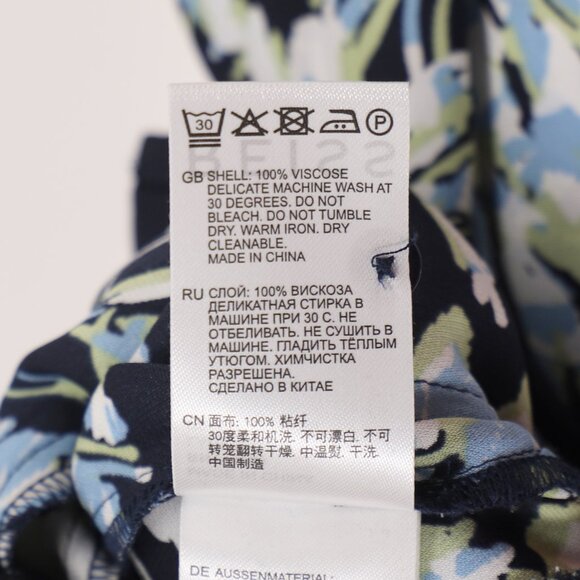 30
P
REISS
GB SHELL: 100% VISCOSE
DELICATE MACHINE WASH AT
30 DEGREES. DO NOT
BLEACH. DO NOT TUMBLE
DRY. WARM IRON. DRY
CLEANABLE.
MADE IN CHINA
RU СЛОЙ: 100% ВИСКОЗА
ДЕЛИКАТНАЯ СТИРКА В
МАШИНЕ ПРИ 30 С. НЕ
ОТБЕЛИВАТЬ. НЕ СУШИТЬ В
МАШИНЕ. ГЛАДИТЬ ТЁПЛЫМ
УТЮГОМ. ХИМЧИСТКА
РАЗРЕШЕНА.
СДЕЛАНО В КИТАЕ
CN 面布: 100% 粘纤
30度柔和机洗. 不可漂白. 不可
转笼翻转干燥. 中温熨. 干洗
中国制造
DE AUSSENMATERIAL: